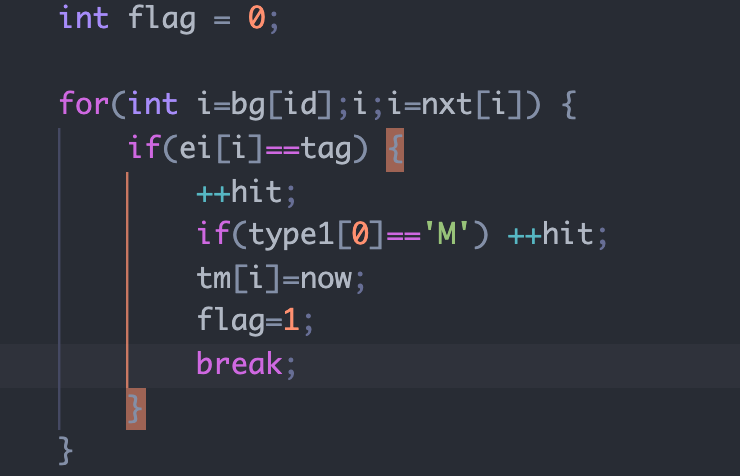 int flag = 0;
for(int i=bg[id];i;i=nxt[i]) {
if(ei[i]==tag) {
++hit;
if(type1[0]=='M') ++hit;
tm[i]=now;
flag=1;
break;
}
}